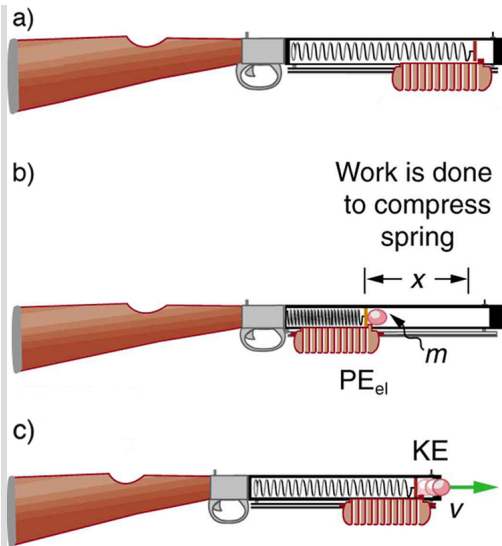 a)
b)
Work is done
to compress
spring
x
m
PEel
c)
KE
v